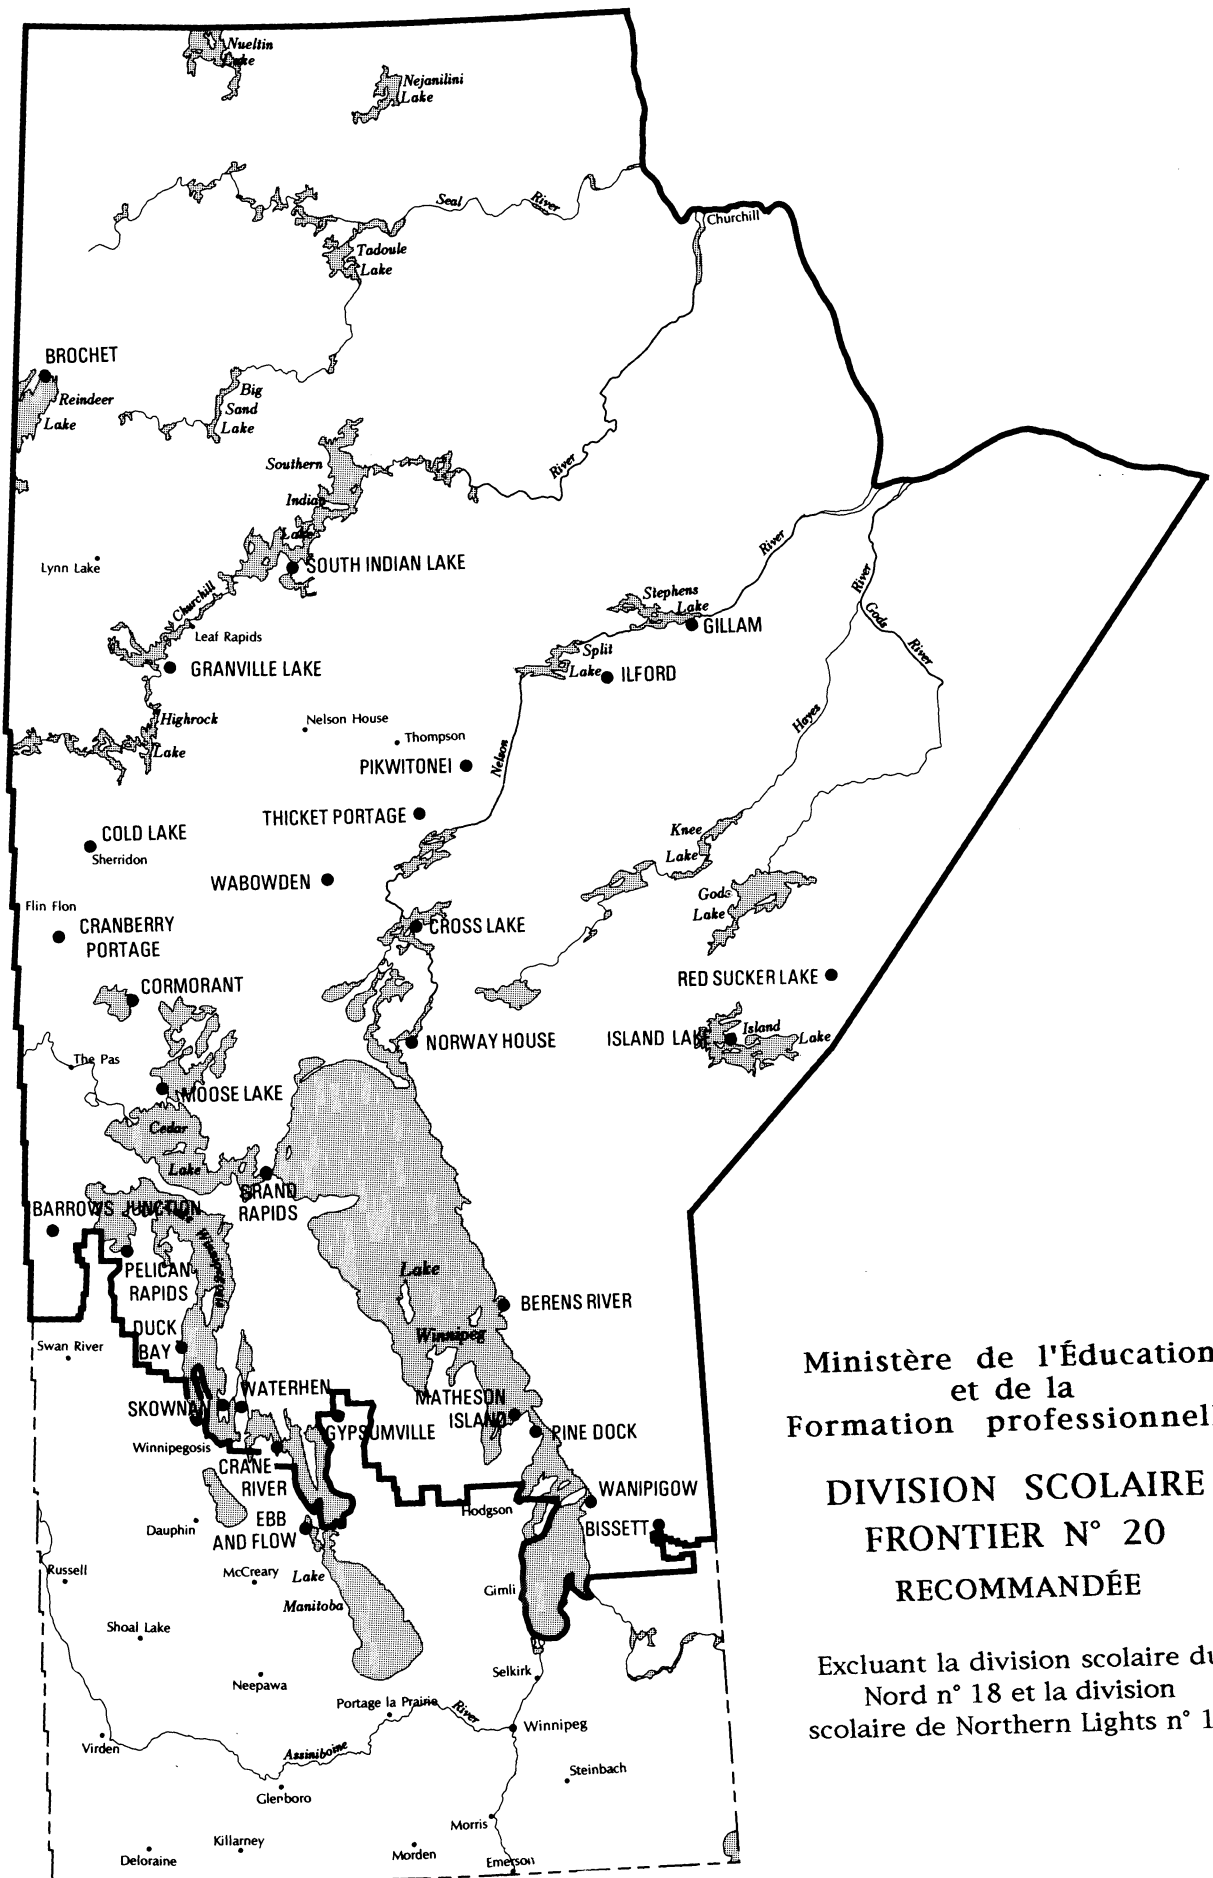 Nueltin
Lake
Nejanilini
Lake
Seal
River
Churchill
Tadoule
Lake
BROCHET
Reindeer
Lake
Big
Sand
Lake
Southern
Indian
Lake
River
SOUTH INDIAN LAKE
Lynn Lake
Churchill
Leaf Rapids
GRANVILLE LAKE
River
River
Gods
River
Stephens
Lake
GILLAM
Split
Lake
ILFORD
Highrock
Lake
Nelson House
Thompson
PIKWITONEI
Nelson
Hayes
THICKET PORTAGE
COLD LAKE
Sherridon
Knee
Lake
WABOWDEN
Gods
Lake
Flin Flon
CRANBERRY
PORTAGE
CROSS LAKE
CORMORANT
RED SUCKER LAKE
NORWAY HOUSE
ISLAND LAKE
Island
Lake
The Pas
MOOSE LAKE
Cedar
Lake
GRAND
RAPIDS
BARROWS JUNCTION
Lake
Winnipegosis
PELICAN
RAPIDS
Lake
Winnipeg
BERENS RIVER
DUCK
BAY
Swan River
WATERHEN
SKOWNAN
MATHESON
ISLAND
GYPSUMVILLE
PINE DOCK
Winnipegosis
CRANE
RIVER
WANIPIGOW
Hodgson
EBB
AND FLOW
BISSETT
Dauphin
Russell
McCreary
Lake
Manitoba
Gimli
Shoal Lake
Neepawa
Selkirk
Portage la Prairie
River
Winnipeg
Virden
Assiniboine
Steinbach
Glenboro
Morris
Killarney
Deloraine
Morden
Emerson
Ministère de l'Éducation
et de la
Formation professionnell
DIVISION SCOLAIRE
FRONTIER N° 20
RECOMMANDÉE
Excluant la division scolaire du
Nord n° 18 et la division
scolaire de Northern Lights n° 1